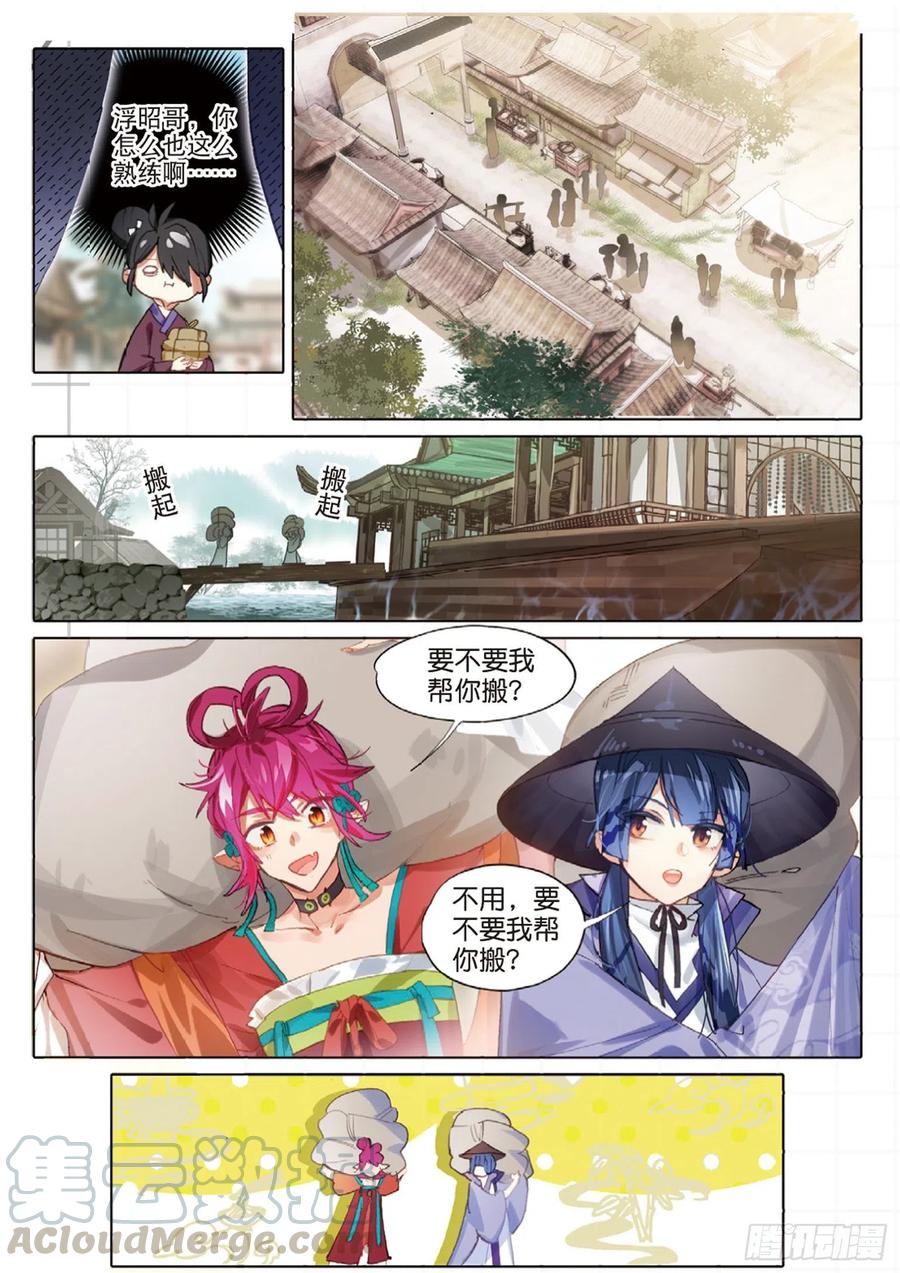 浮昭哥，你
怎么也这么
熟练啊……
搬起
搬起
要不要我
帮你搬？
不用，要
不要我帮
你搬？
集云数据
AcloudMerge.com
腾讯动漫